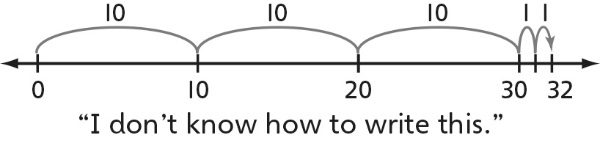 10 10 10 1 1
0 10 20 30 32
“I don’t know how to write this.”